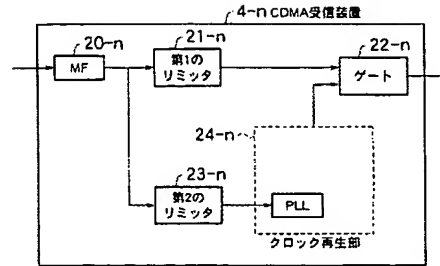 4-n CDMA受信装置
20-n
21-n
22-n
MF
第1の
リミッタ
ゲート
24-n
23-n
第2の
リミッタ
PLL
クロック再生部